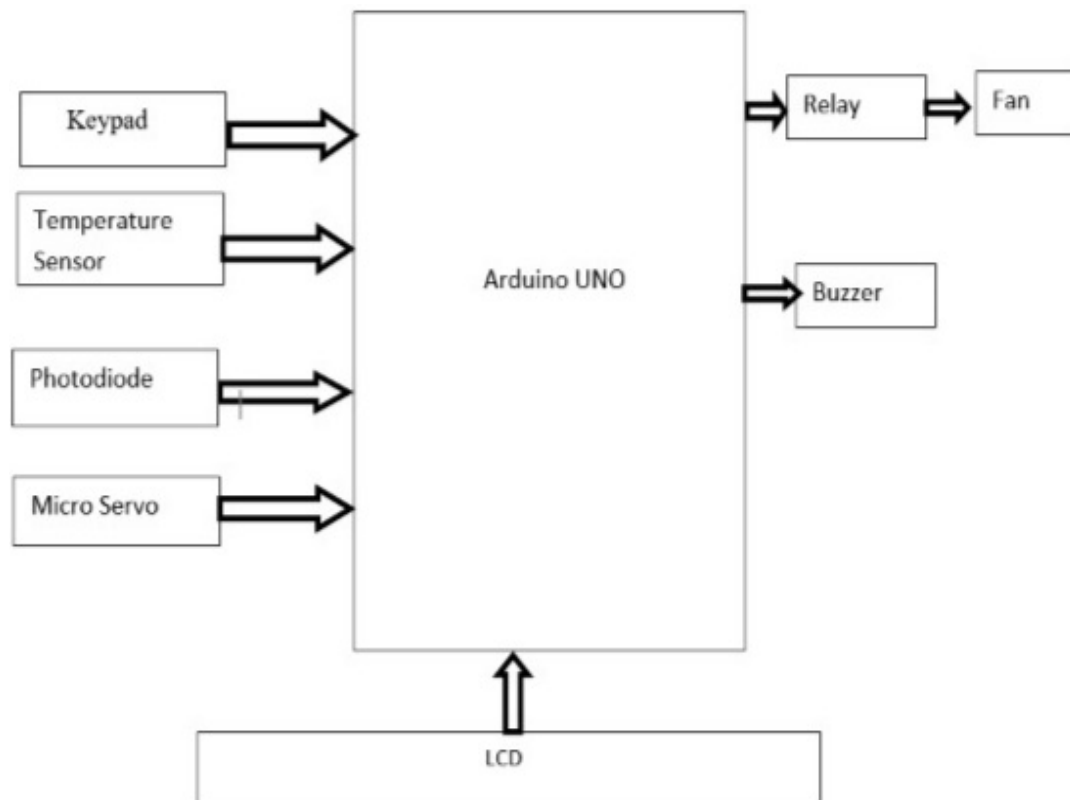 Keypad
Temperature
Sensor
Photodiode
Micro Servo
Arduino UNO
Relay
Fan
Buzzer
LCD